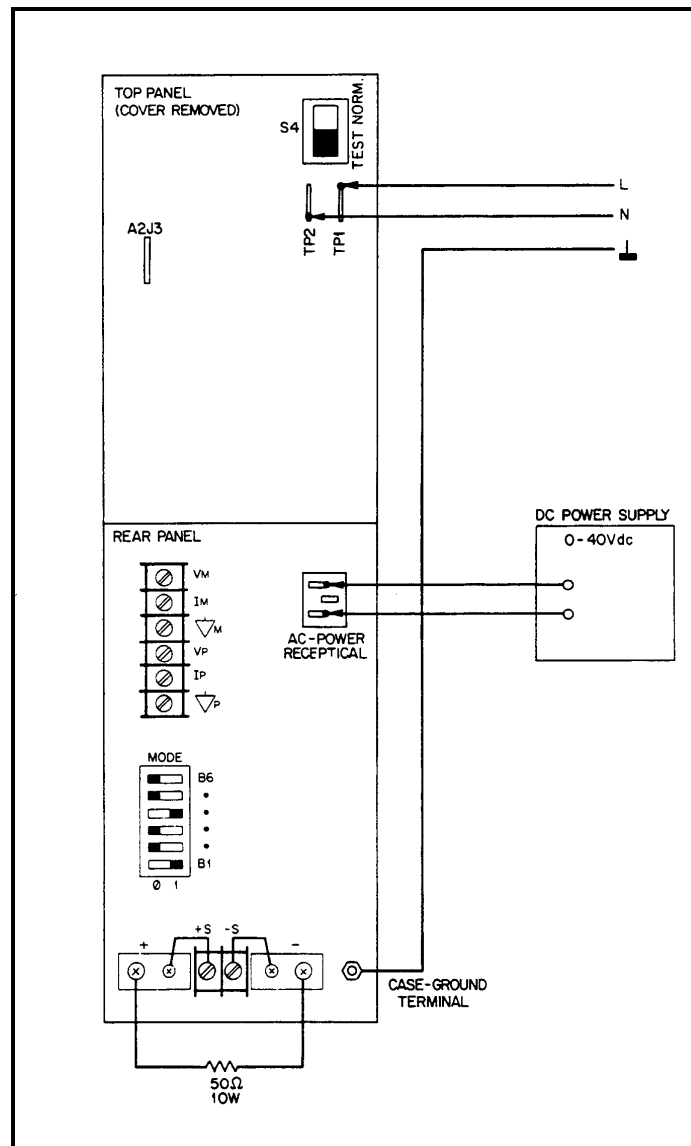 TOP PANEL
(COVER REMOVED)
S4
TEST NORM.
L
N
TP2
TP1
A2J3
REAR PANEL
DC POWER SUPPLY
0-40Vdc
VM
IM
M
VP
IP
P
AC-POWER
RECEPTICAL
MODE
B6
B1
0 1
+ +S -S -
CASE-GROUND
TERMINAL
50Ω
10W